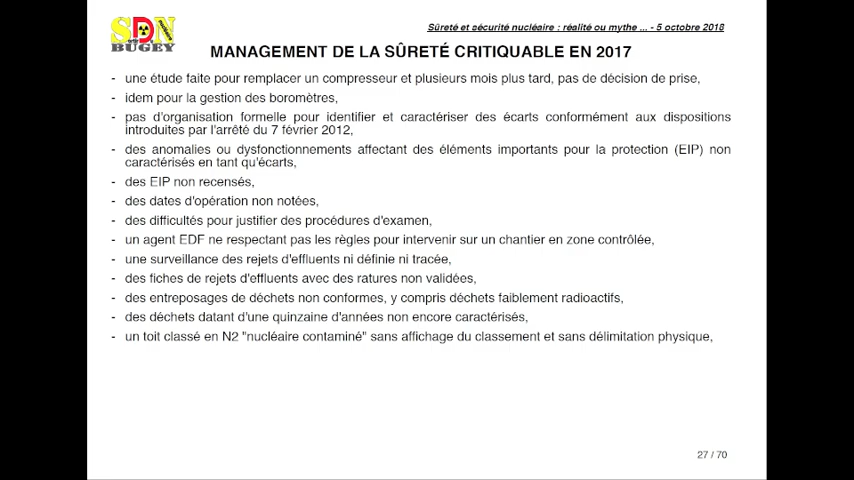 SDN
BUGEY
Sûreté et sécurité nucléaire : réalité ou mythe ... - 5 octobre 2018
MANAGEMENT DE LA SÛRETÉ CRITIQUABLE EN 2017
- une étude faite pour remplacer un compresseur et plusieurs mois plus tard, pas de décision de prise,
- idem pour la gestion des boromètres,
- pas d'organisation formelle pour identifier et caractériser des écarts conformément aux dispositions
introduites par l'arrêté du 7 février 2012,
- des anomalies ou dysfonctionnements affectant des éléments importants pour la protection (EIP) non
caractérisés en tant qu'écarts,
- des EIP non recensés,
- des dates d'opération non notées,
- des difficultés pour justifier des procédures d'examen,
- un agent EDF ne respectant pas les règles pour intervenir sur un chantier en zone contrôlée,
- une surveillance des rejets d'effluents ni définie ni tracée,
- des fiches de rejets d'effluents avec des ratures non validées,
- des entreposages de déchets non conformes, y compris déchets faiblement radioactifs,
- des déchets datant d'une quinzaine d'années non encore caractérisés,
- un toit classé en N2 "nucléaire contaminé" sans affichage du classement et sans délimitation physique,
27 / 70